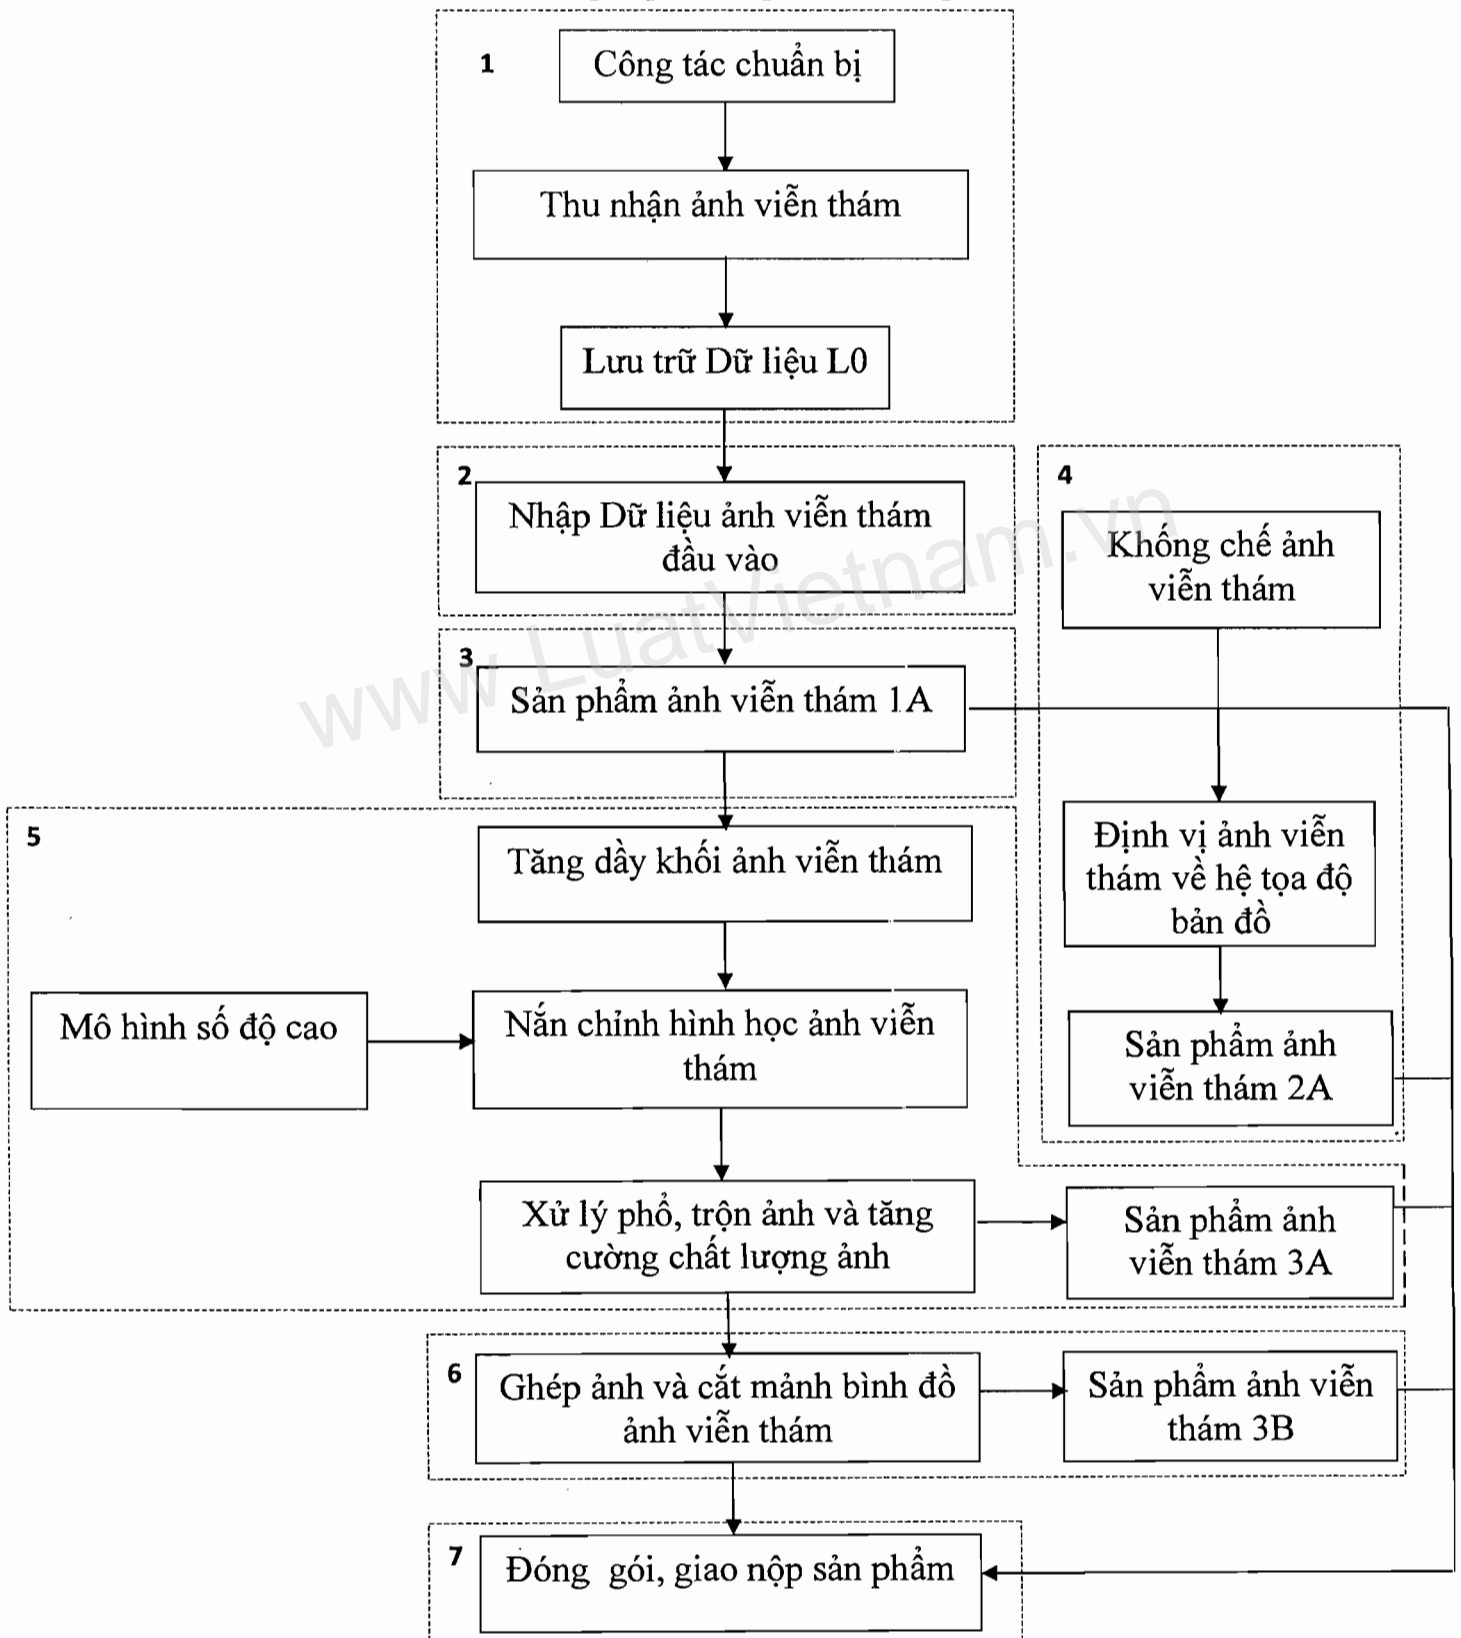 1
Công tác chuẩn bị
Thu nhận ảnh viễn thám
Lưu trữ Dữ liệu L0
2
Nhập Dữ liệu ảnh viễn thám
đầu vào
3
Sản phẩm ảnh viễn thám 1A
4
Khống chế ảnh
viễn thám
Định vị ảnh viễn
thám về hệ tọa độ
bản đồ
Sản phẩm ảnh
viễn thám 2A
5
Tăng dầy khối ảnh viễn thám
Mô hình số độ cao
Nắn chỉnh hình học ảnh viễn
thám
Xử lý phổ, trộn ảnh và tăng
cường chất lượng ảnh
Sản phẩm ảnh
viễn thám 3A
6
Ghép ảnh và cắt mảnh bình đồ
ảnh viễn thám
Sản phẩm ảnh viễn
thám 3B
7
Đóng gói, giao nộp sản phẩm
www.LuatVietnam.vn